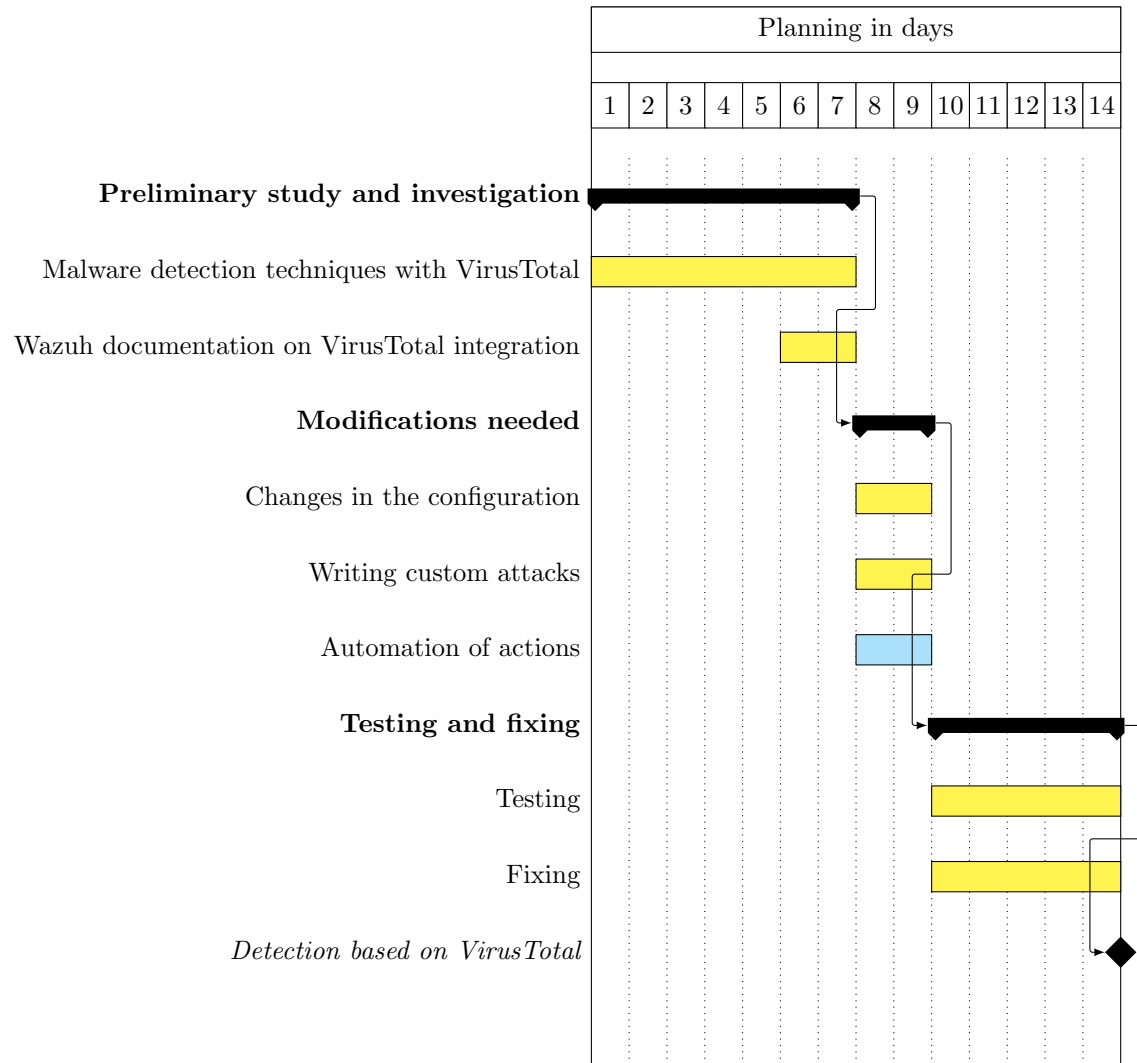 Planning in days
1 2 3 4 5 6 7 8 9 10 11 12 13 14
Preliminary study and investigation
Malware detection techniques with VirusTotal
Wazuh documentation on VirusTotal integration
Modifications needed
Changes in the configuration
Writing custom attacks
Automation of actions
Testing and fixing
Testing
Fixing
Detection based on VirusTotal